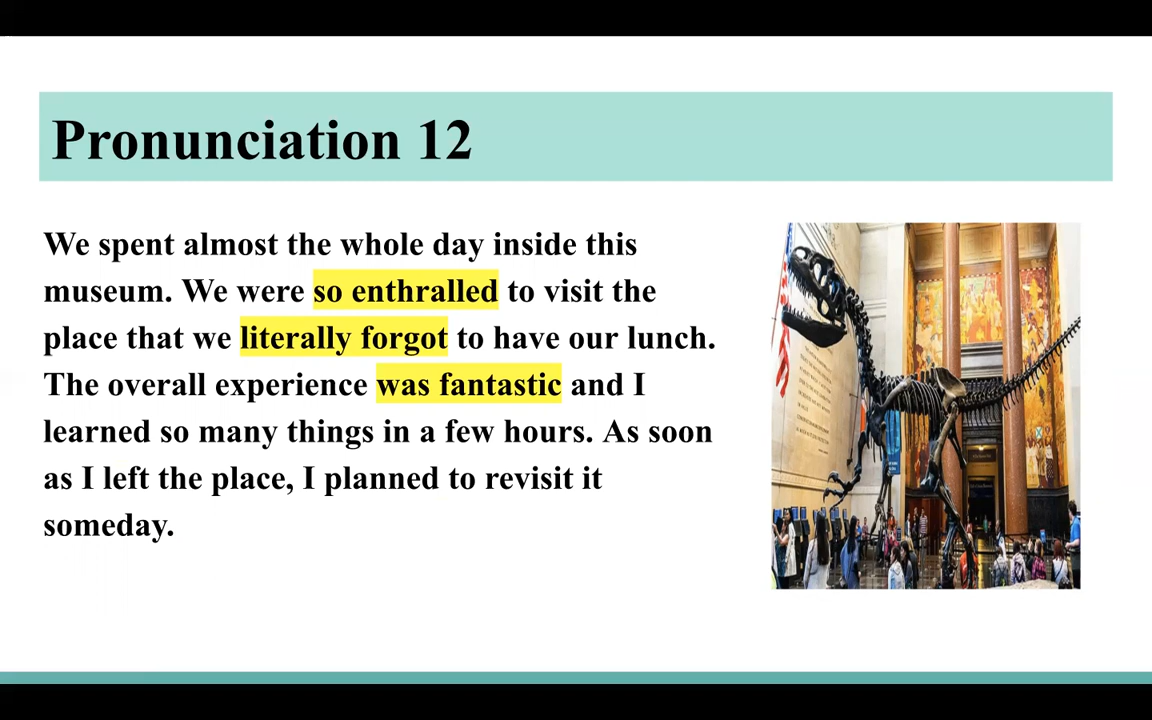 Pronunciation 12
We spent almost the whole day inside this
museum. We were so enthralled to visit the
place that we literally forgot to have our lunch.
The overall experience was fantastic and I
learned so many things in a few hours. As soon
as I left the place, I planned to revisit it
someday.